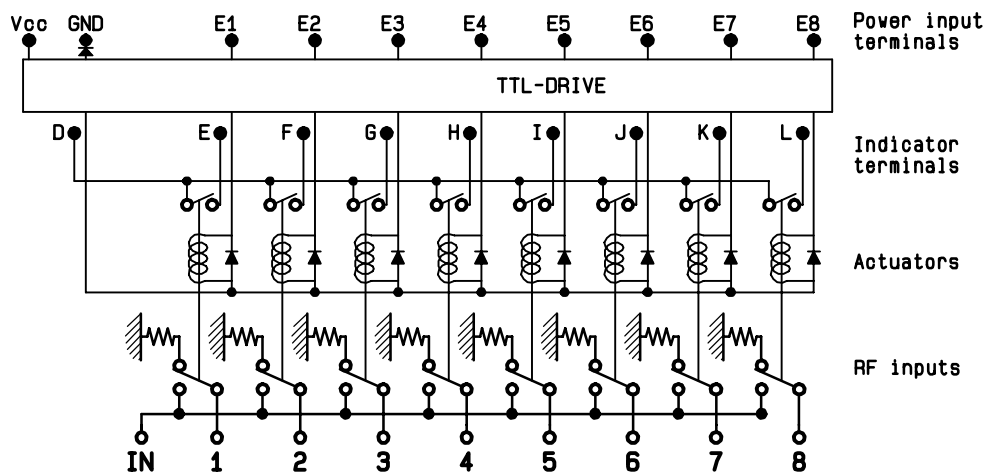 Vcc GND E1 E2 E3 E4 E5 E6 E7 E8
Power input
terminals
TTL-DRIVE
D E F G H I J K L
Indicator
terminals
Actuators
RF inputs
IN 1 2 3 4 5 6 7 8